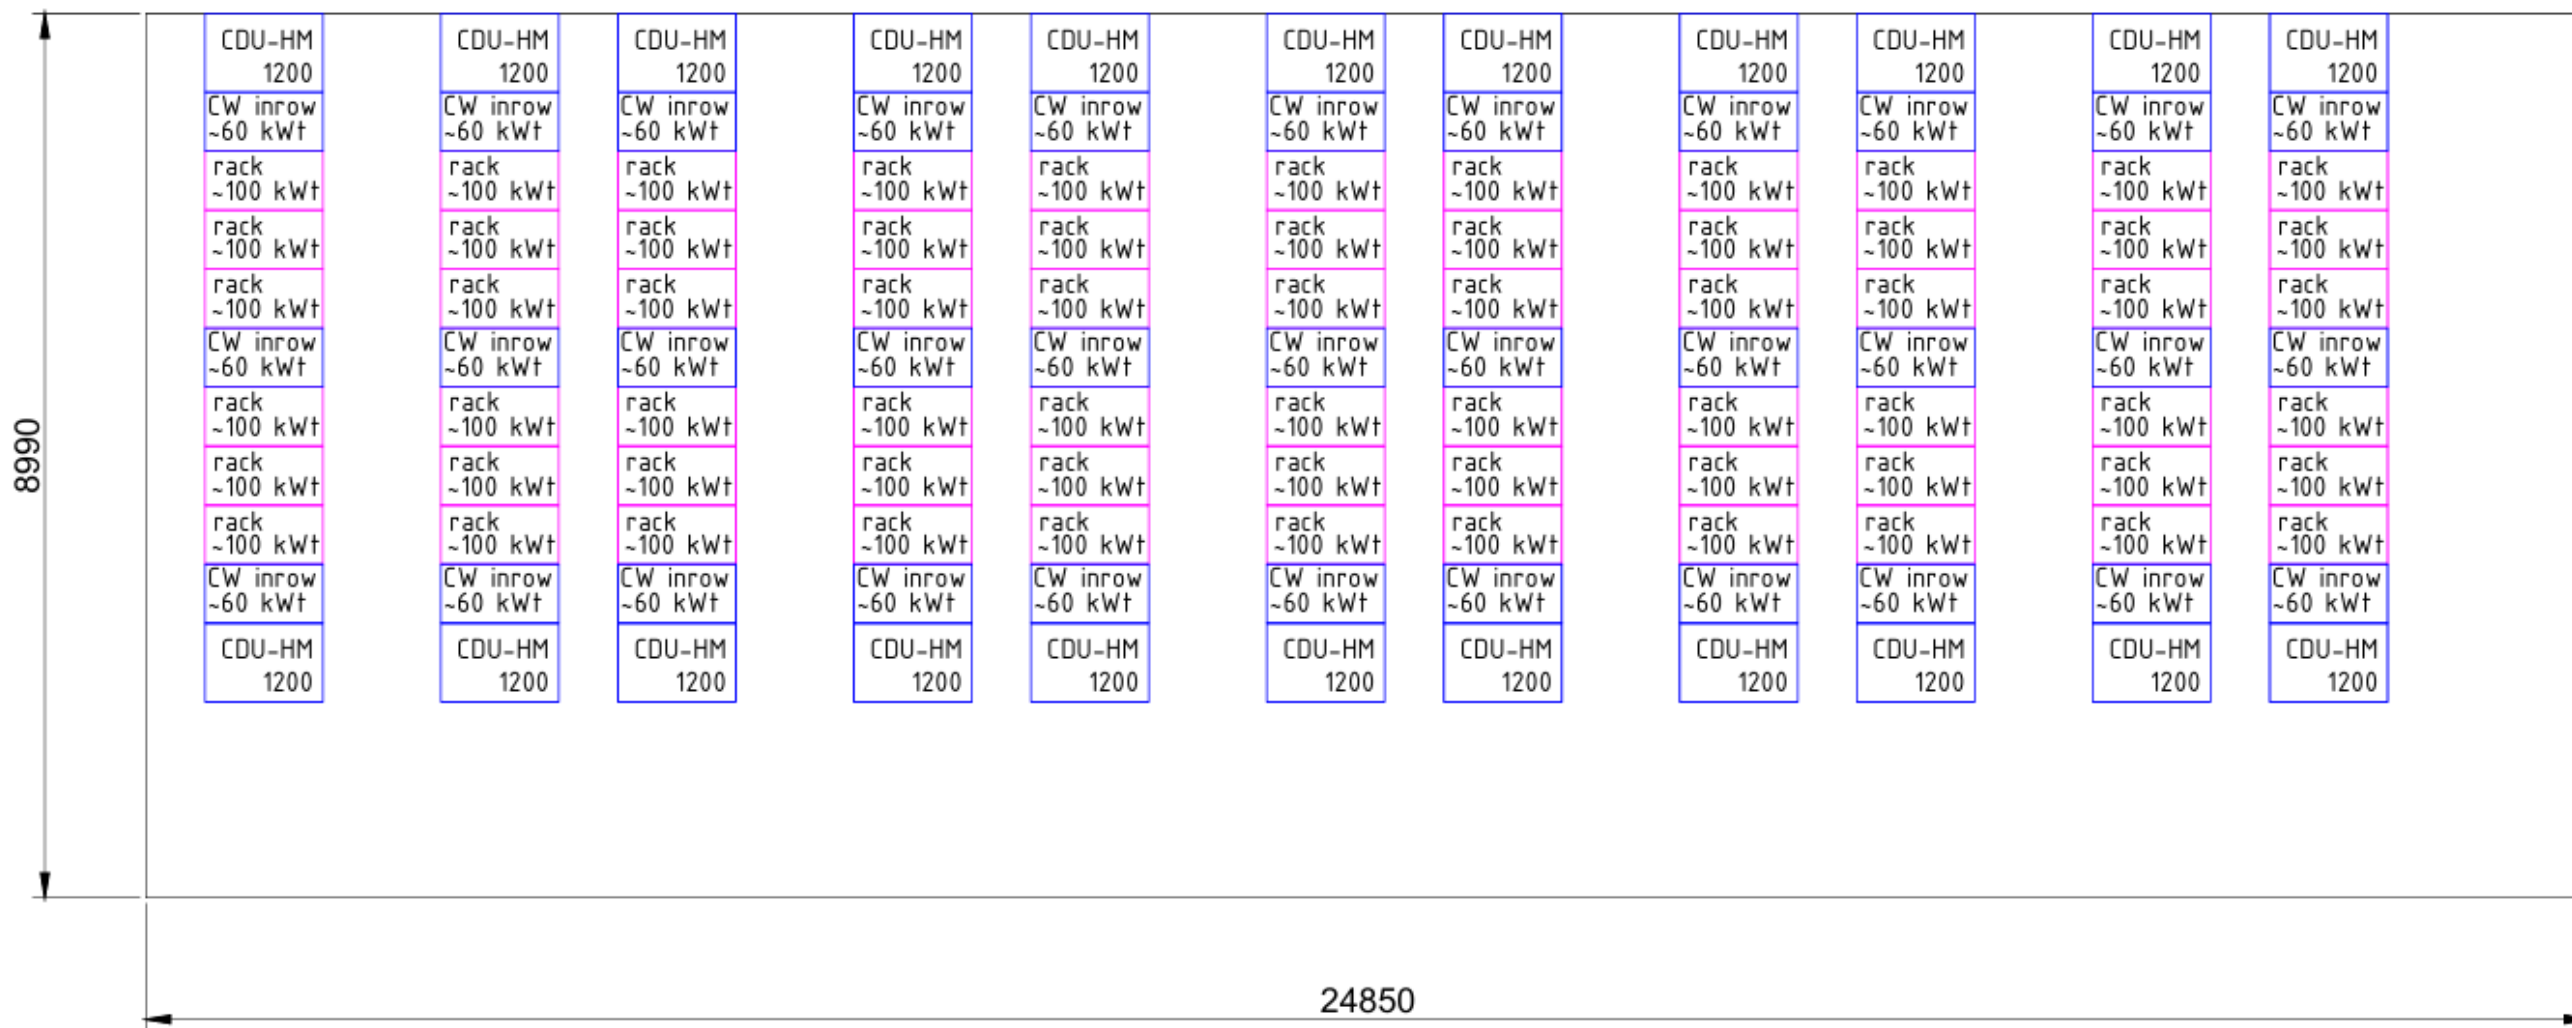 CDU-HM CDU-HM CDU-HM CDU-HM CDU-HM CDU-HM CDU-HM CDU-HM CDU-HM CDU-HM CDU-HM
1200 1200 1200 1200 1200 1200 1200 1200 1200 1200 1200
CW inrow CW inrow CW inrow CW inrow CW inrow CW inrow CW inrow CW inrow CW inrow CW inrow CW inrow
~60 kWt ~60 kWt ~60 kWt ~60 kWt ~60 kWt ~60 kWt ~60 kWt ~60 kWt ~60 kWt ~60 kWt ~60 kWt
rack rack rack rack rack rack rack rack rack rack rack
~100 kWt ~100 kWt ~100 kWt ~100 kWt ~100 kWt ~100 kWt ~100 kWt ~100 kWt ~100 kWt ~100 kWt ~100 kWt
rack rack rack rack rack rack rack rack rack rack rack
~100 kWt ~100 kWt ~100 kWt ~100 kWt ~100 kWt ~100 kWt ~100 kWt ~100 kWt ~100 kWt ~100 kWt ~100 kWt
rack rack rack rack rack rack rack rack rack rack rack
~100 kWt ~100 kWt ~100 kWt ~100 kWt ~100 kWt ~100 kWt ~100 kWt ~100 kWt ~100 kWt ~100 kWt ~100 kWt
CW inrow CW inrow CW inrow CW inrow CW inrow CW inrow CW inrow CW inrow CW inrow CW inrow CW inrow
~60 kWt ~60 kWt ~60 kWt ~60 kWt ~60 kWt ~60 kWt ~60 kWt ~60 kWt ~60 kWt ~60 kWt ~60 kWt
rack rack rack rack rack rack rack rack rack rack rack
~100 kWt ~100 kWt ~100 kWt ~100 kWt ~100 kWt ~100 kWt ~100 kWt ~100 kWt ~100 kWt ~100 kWt ~100 kWt
8990
rack rack rack rack rack rack rack rack rack rack rack
~100 kWt ~100 kWt ~100 kWt ~100 kWt ~100 kWt ~100 kWt ~100 kWt ~100 kWt ~100 kWt ~100 kWt ~100 kWt
rack rack rack rack rack rack rack rack rack rack rack
~100 kWt ~100 kWt ~100 kWt ~100 kWt ~100 kWt ~100 kWt ~100 kWt ~100 kWt ~100 kWt ~100 kWt ~100 kWt
CW inrow CW inrow CW inrow CW inrow CW inrow CW inrow CW inrow CW inrow CW inrow CW inrow CW inrow
~60 kWt ~60 kWt ~60 kWt ~60 kWt ~60 kWt ~60 kWt ~60 kWt ~60 kWt ~60 kWt ~60 kWt ~60 kWt
CDU-HM CDU-HM CDU-HM CDU-HM CDU-HM CDU-HM CDU-HM CDU-HM CDU-HM CDU-HM CDU-HM
1200 1200 1200 1200 1200 1200 1200 1200 1200 1200 1200
24850